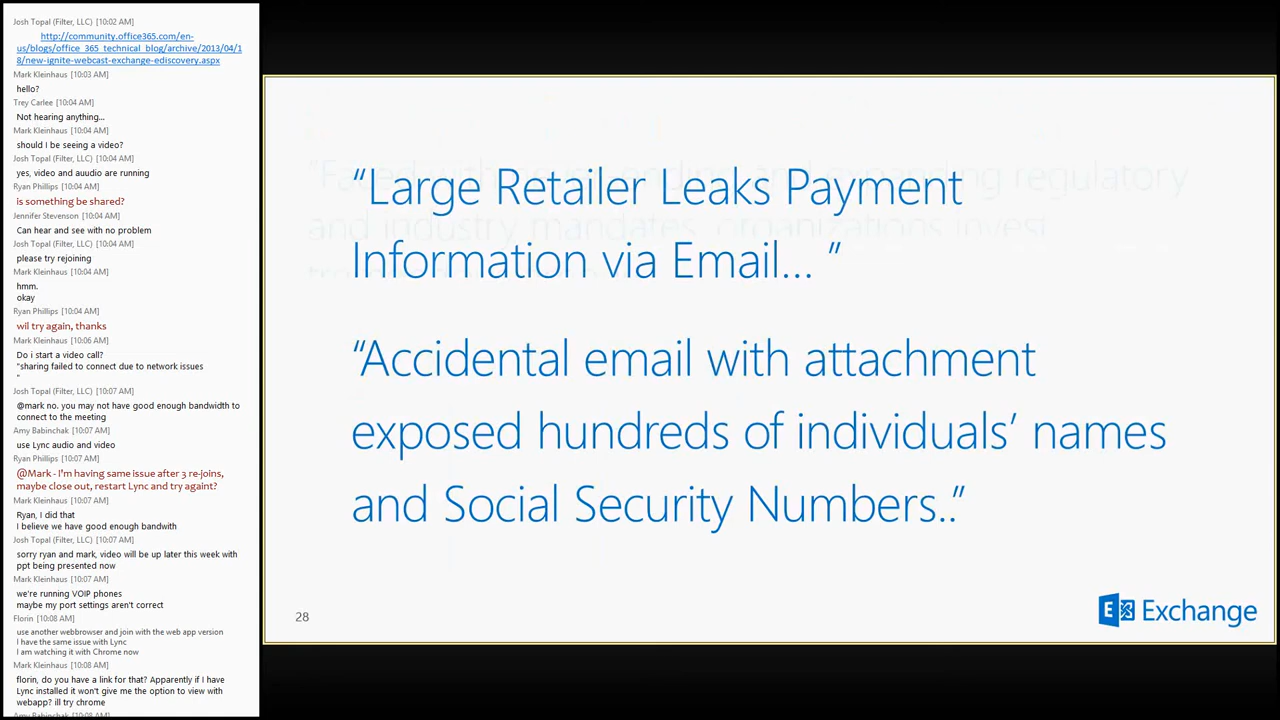 Josh Topal (Filter, LLC) [10:02 AM]
http://community.office365.com/en-
us/blogs/office_365_technical_blog/archive/2013/04/1
8/new-ignite-webcast-exchange-ediscovery.aspx
Mark Kleinhaus [10:03 AM]
hello?
Trey Carlee [10:04 AM]
Not hearing anything...
Mark Kleinhaus [10:04 AM]
should I be seeing a video?
Josh Topal (Filter, LLC) [10:04 AM]
yes, video and auudio are running
Ryan Phillips [10:04 AM]
is something be shared?
Jennifer Stevenson [10:04 AM]
Can hear and see with no problem
Josh Topal (Filter, LLC) [10:04 AM]
please try rejoining
Mark Kleinhaus [10:04 AM]
hmm.
okay
Ryan Phillips [10:04 AM]
wil try again, thanks
Mark Kleinhaus [10:06 AM]
Do i start a video call?
"sharing failed to connect due to network issues
"
Josh Topal (Filter, LLC) [10:07 AM]
@mark no. you may not have good enough bandwidth to
connect to the meeting
Amy Babinchak [10:07 AM]
use Lync audio and video
Ryan Phillips [10:07 AM]
@Mark - I'm having same issue after 3 re-joins,
maybe close out, restart Lync and try againt?
Mark Kleinhaus [10:07 AM]
Ryan, I did that
I believe we have good enough bandwith
Josh Topal (Filter, LLC) [10:07 AM]
sorry ryan and mark, video will be up later this week with
ppt being presented now
Mark Kleinhaus [10:07 AM]
we're running VOIP phones
maybe my port settings aren't correct
Florin [10:08 AM]
use another webbrowser and join with the web app version
I have the same issue with Lync
I am watching it with Chrome now
Mark Kleinhaus [10:08 AM]
florin, do you have a link for that? Apparently if I have
Lync installed it won't give me the option to view with
webapp? ill try chrome
Amy Babinchak [10:08 AM]
“Large Retailer Leaks Payment
Information via Email... ”
“Accidental email with attachment
exposed hundreds of individuals’ names
and Social Security Numbers..”
28
Exchange